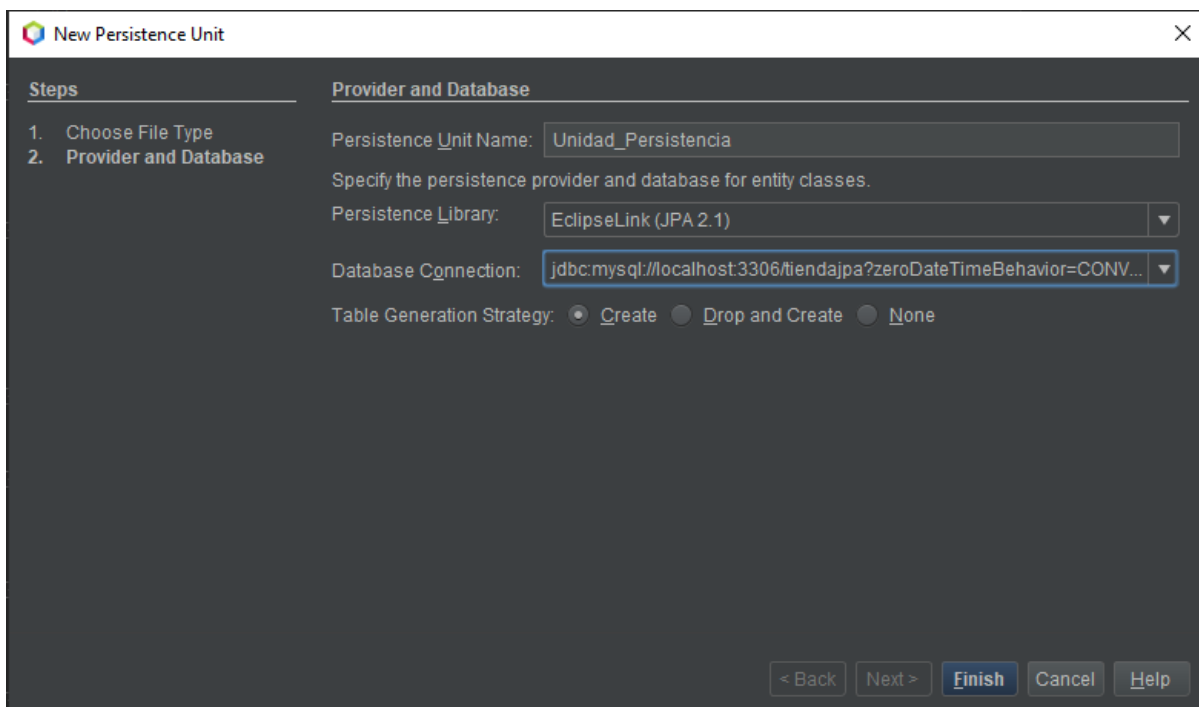 New Persistence Unit
Steps
1. Choose File Type
2. Provider and Database
Provider and Database
Persistence Unit Name: Unidad_Persistencia
Specify the persistence provider and database for entity classes.
Persistence Library: EclipseLink (JPA 2.1)
Database Connection: jdbc:mysql://localhost:3306/tiendajpa?zeroDateTimeBehavior=CONV...
Table Generation Strategy: Create Drop and Create None
< Back Next > Finish Cancel Help